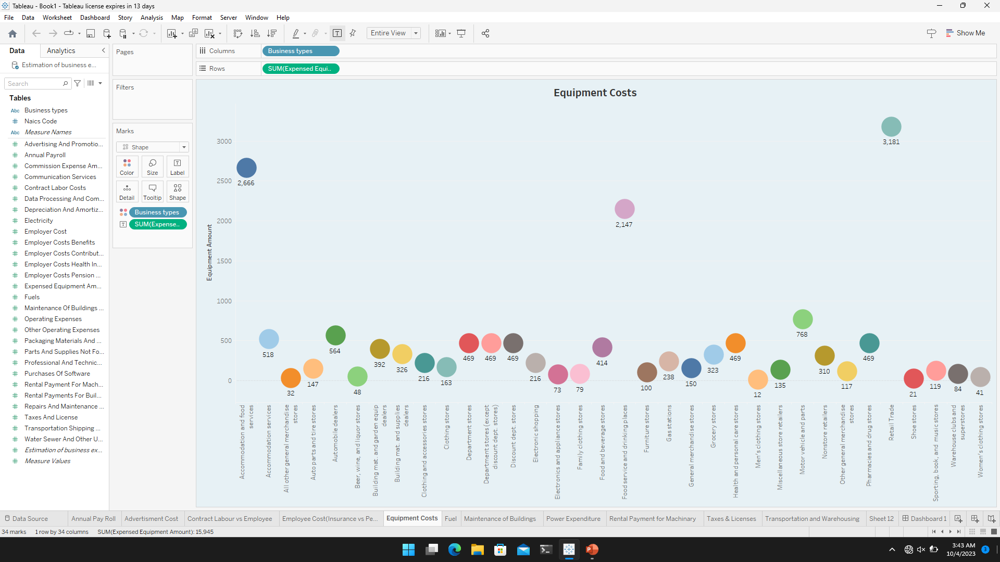 Tableau - Book1 - Tableau license expires in 13 days
File Data Worksheet Dashboard Story Analysis Map Format Server Window Help
Entire View
Show Me
Data Analytics
Estimation of business e...
Search
Tables
Abc Business types
Naics Code
Abc Measure Names
Advertising And Promotio...
Annual Payroll
Commission Expense Am...
Communication Services
Contract Labor Costs
Data Processing And Com...
Depreciation And Amortiz...
Electricity
Employer Cost
Employer Costs Benefits
Employer Costs Contribut...
Employer Costs Health In...
Employer Costs Pension ...
Expensed Equipment Am...
Fuels
Maintenance Of Buildings ...
Operating Expenses
Other Operating Expenses
Packaging Materials And ...
Parts And Supplies Not Fo...
Professional And Technic...
Purchases Of Software
Rental Payment For Mach...
Rental Payments For Buil...
Repairs And Maintenance ...
Taxes And License
Transportation Shipping ...
Water Sewer And Other U...
Estimation of business ex...
Measure Values
Pages
Filters
Marks
Shape
Color Size Label
Detail Tooltip Shape
Business types
SUM(Expense..
Columns Business types
Rows SUM(Expensed Equi..
Equipment Costs
Equipment Amount
3000
2500
2000
1500
1000
500
0
2,666
518
32
147
564
48
392
326
216
163
469
469
469
216
73
79
414
2,147
100
238
150
323
469
12
135
768
310
117
469
3,181
21
119
84
41
Accommodation and food
services
Accommodation services
All other general merchandise
stores
Auto parts and tire stores
Automobile dealers
Beer, wine, and liquor stores
Building mat. and garden equip
dealers
Building mat. and supplies
dealers
Clothing and accessories stores
Clothing stores
Department stores
Department stores (except
discount dept. stores)
Discount dept. stores
Electronic shopping
Electronics and appliance stores
Family clothing stores
Food and beverage stores
Food service and drinking places
Furniture stores
Gas stations
General merchandise stores
Grocery stores
Health and personal care stores
Men's clothing stores
Miscellaneous store retailers
Motor vehicle and parts
Nonstore retailers
Other general merchandise
stores
Pharmacies and drug stores
Retail Trade
Shoe stores
Sporting, book, and music stores
Warehouse clubs and
superstores
Women's clothing stores
Data Source Annual Pay Roll Advertisment Cost Contract Labour vs Employee Employee Cost(Insurance vs Pe... Equipment Costs Fuel Maintenance of Buildings Power Expenditure Rental Payment for Machinary Taxes & Licenses Transportation and Warehousing Sheet 12 Dashboard 1
34 marks 1 row by 34 columns SUM(Expensed Equipment Amount): 15,945
3:43 AM
10/4/2023
3